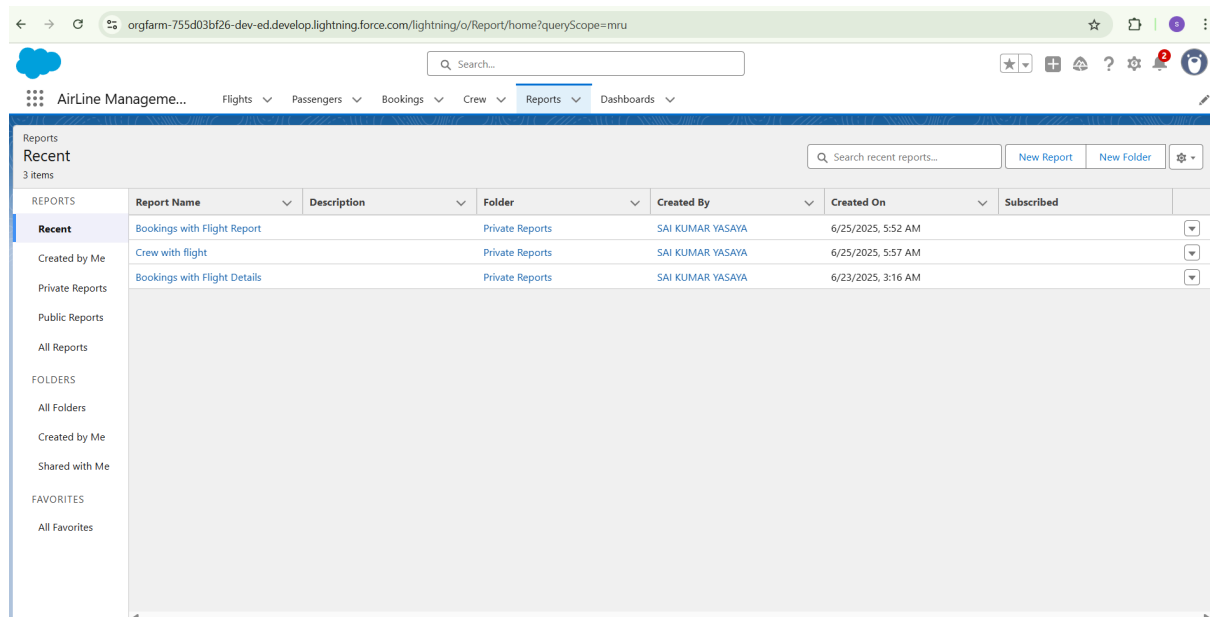 orgfarm-755d03bf26-dev-ed.develop.lightning.force.com/lightning/o/Report/home?queryScope=mru
S
Search...
2
AirLine Manageme... Flights Passengers Bookings Crew Reports Dashboards
Reports
Recent
3 items
Search recent reports... New Report New Folder
REPORTS Report Name Description Folder Created By Created On Subscribed
Recent Bookings with Flight Report Private Reports SAI KUMAR YASAYA 6/25/2025, 5:52 AM
Crew with flight Private Reports SAI KUMAR YASAYA 6/25/2025, 5:57 AM
Created by Me
Bookings with Flight Details Private Reports SAI KUMAR YASAYA 6/23/2025, 3:16 AM
Private Reports
Public Reports
All Reports
FOLDERS
All Folders
Created by Me
Shared with Me
FAVORITES
All Favorites